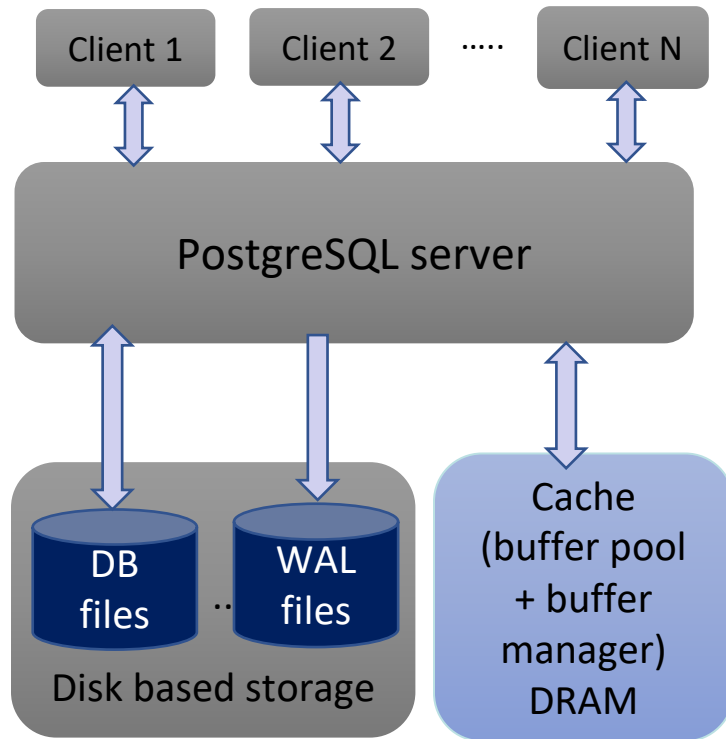 Client 1
Client 2
.....
Client N
PostgreSQL server
DB
files
..
WAL
files
Disk based storage
Cache
(buffer pool
+ buffer
manager)
DRAM